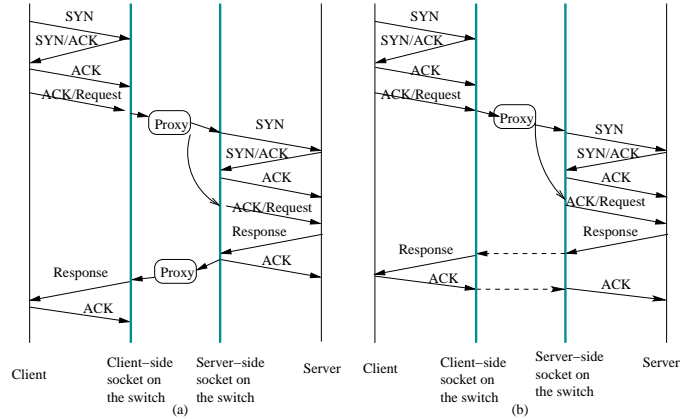 SYN
SYN/ACK
ACK
ACK/Request
Proxy
SYN
SYN/ACK
ACK
ACK/Request
Response
Proxy
ACK
Response
ACK
Client
Client−side
socket on
the switch
Server−side
socket on
the switch
Server
(a)
SYN
SYN/ACK
ACK
ACK/Request
Proxy
SYN
SYN/ACK
ACK
ACK/Request
Response
Response
ACK
ACK
Client
Client−side
socket on
the switch
Server−side
socket on
the switch
Server
(b)